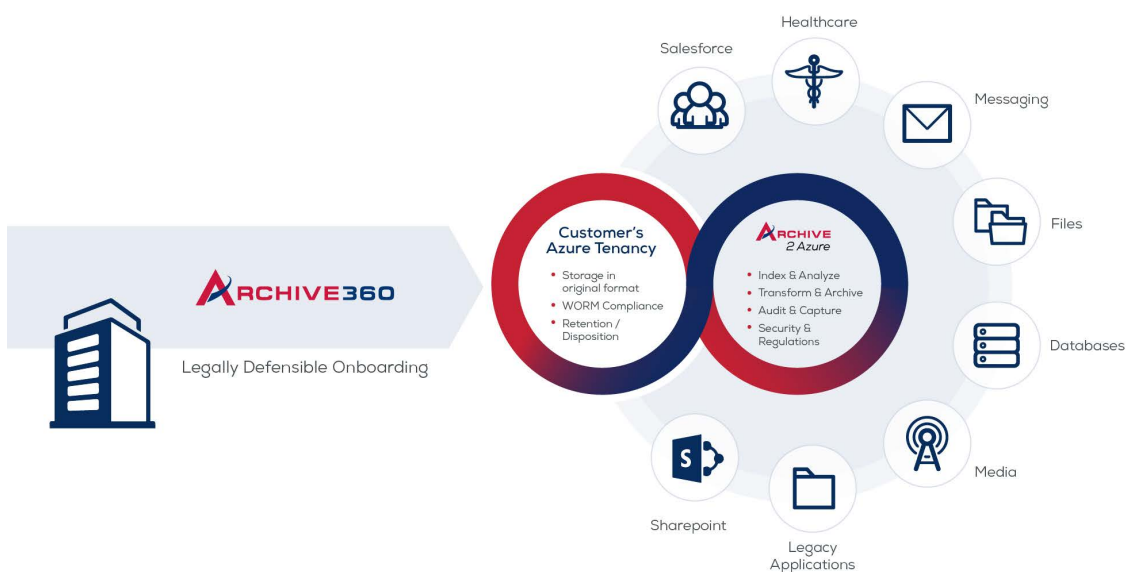 Healthcare
Salesforce
Messaging
Files
Databases
Media
Legacy
Applications
Sharepoint
S
ARCHIVE360
Legally Defensible Onboarding
Customer's
Azure Tenancy
• Storage in
original format
• WORM Compliance
• Retention /
Disposition
ARCHIVE
2 Azure
• Index & Analyze
• Transform & Archive
• Audit & Capture
• Security &
Regulations